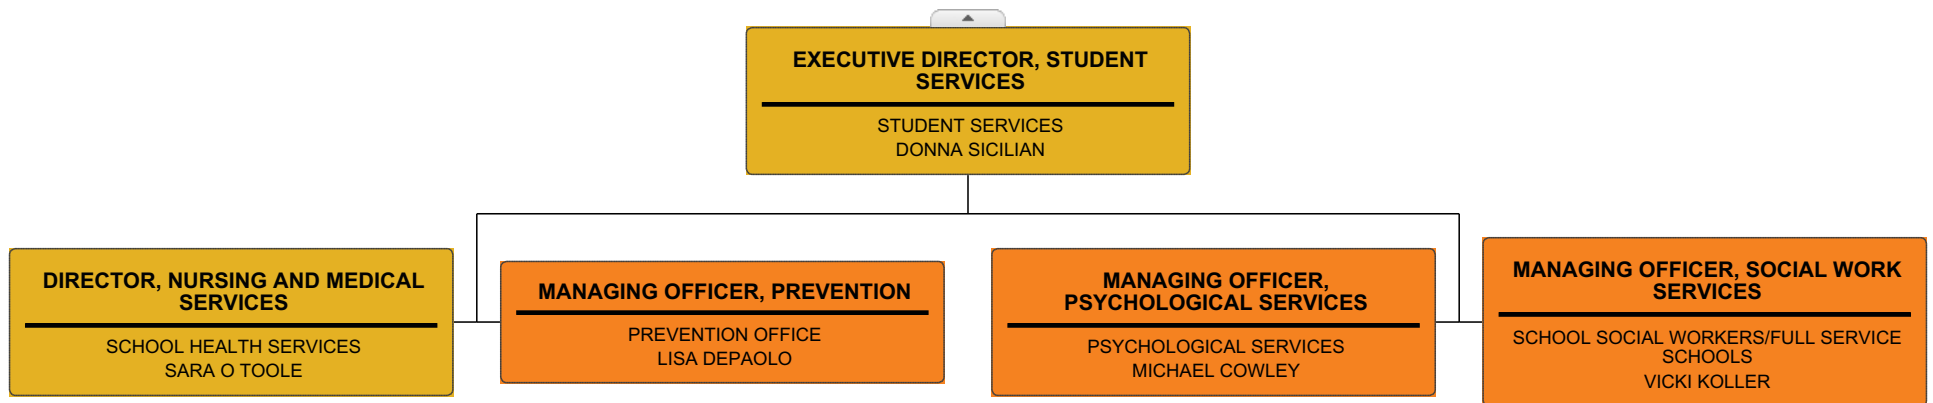 EXECUTIVE DIRECTOR, STUDENT
SERVICES
STUDENT SERVICES
DONNA SICILIAN
DIRECTOR, NURSING AND MEDICAL
SERVICES
SCHOOL HEALTH SERVICES
SARA O TOOLE
MANAGING OFFICER, PREVENTION
PREVENTION OFFICE
LISA DEPAOLO
MANAGING OFFICER,
PSYCHOLOGICAL SERVICES
PSYCHOLOGICAL SERVICES
MICHAEL COWLEY
MANAGING OFFICER, SOCIAL WORK
SERVICES
SCHOOL SOCIAL WORKERS/FULL SERVICE
SCHOOLS
VICKI KOLLER